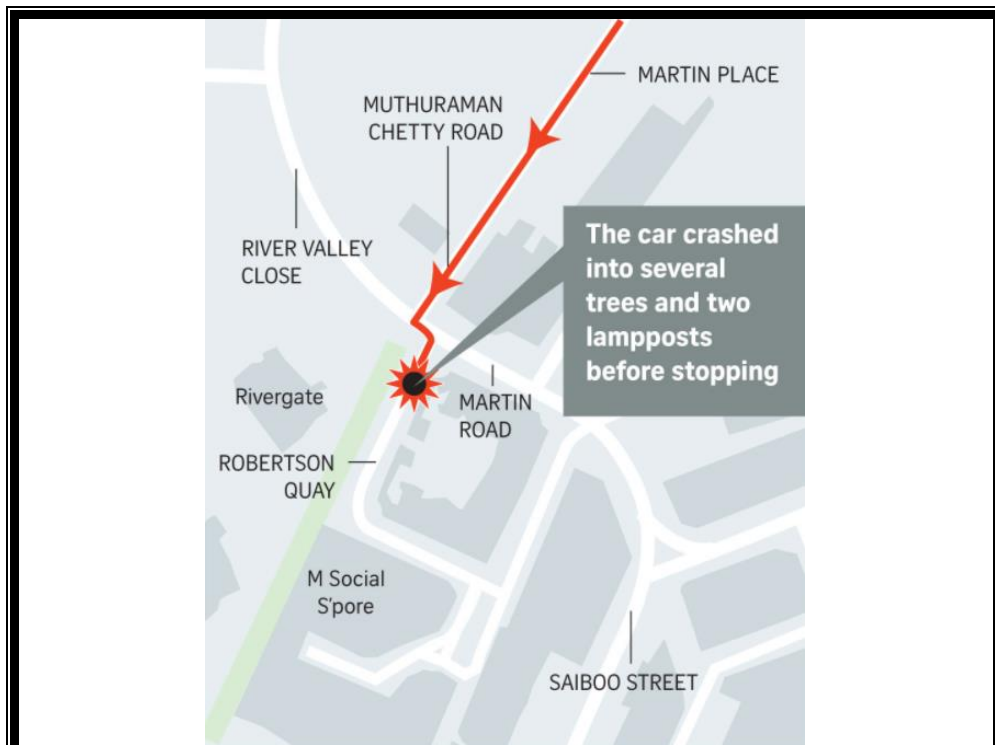 MARTIN PLACE
MUTHURAMAN
CHETTY ROAD
RIVER VALLEY
CLOSE
The car crashed
into several
trees and two
lampposts
before stopping
Rivergate
MARTIN
ROAD
ROBERTSON
QUAY
M Social
S'pore
SAIBOO STREET